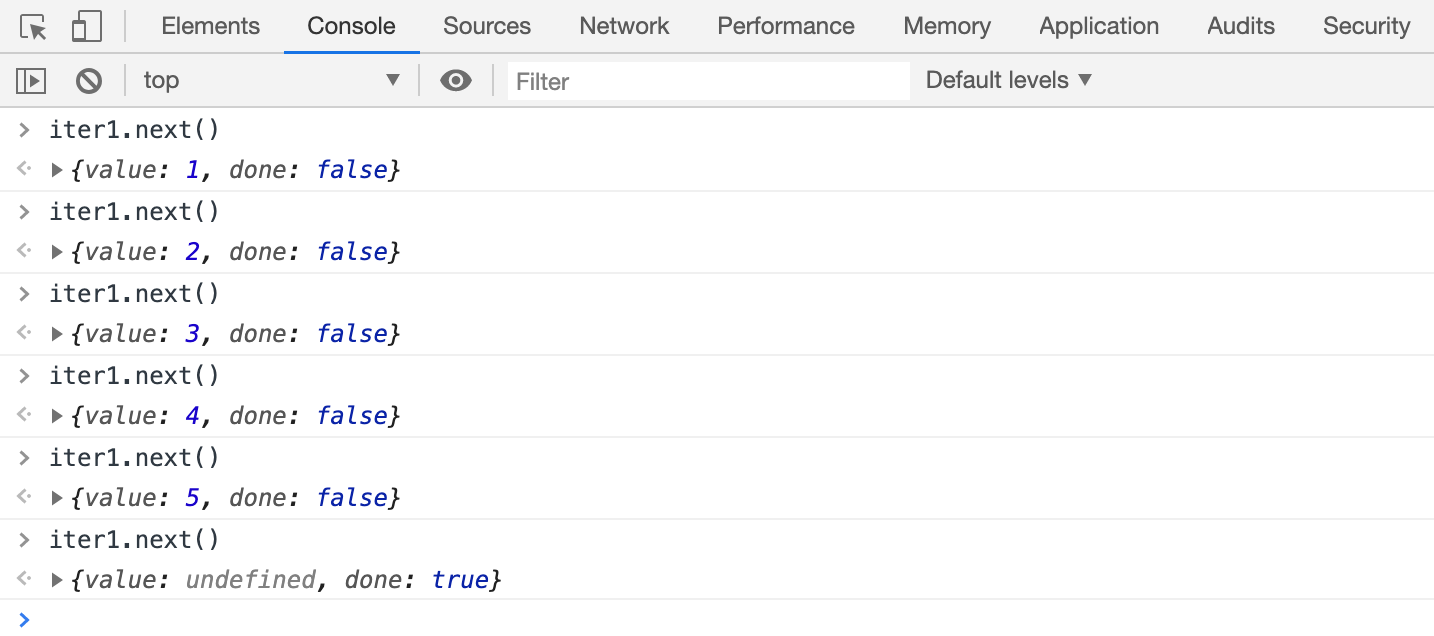 Elements Console Sources Network Performance Memory Application Audits Security
top Filter Default levels
iter1.next()
{value: 1, done: false}
iter1.next()
{value: 2, done: false}
iter1.next()
{value: 3, done: false}
iter1.next()
{value: 4, done: false}
iter1.next()
{value: 5, done: false}
iter1.next()
{value: undefined, done: true}